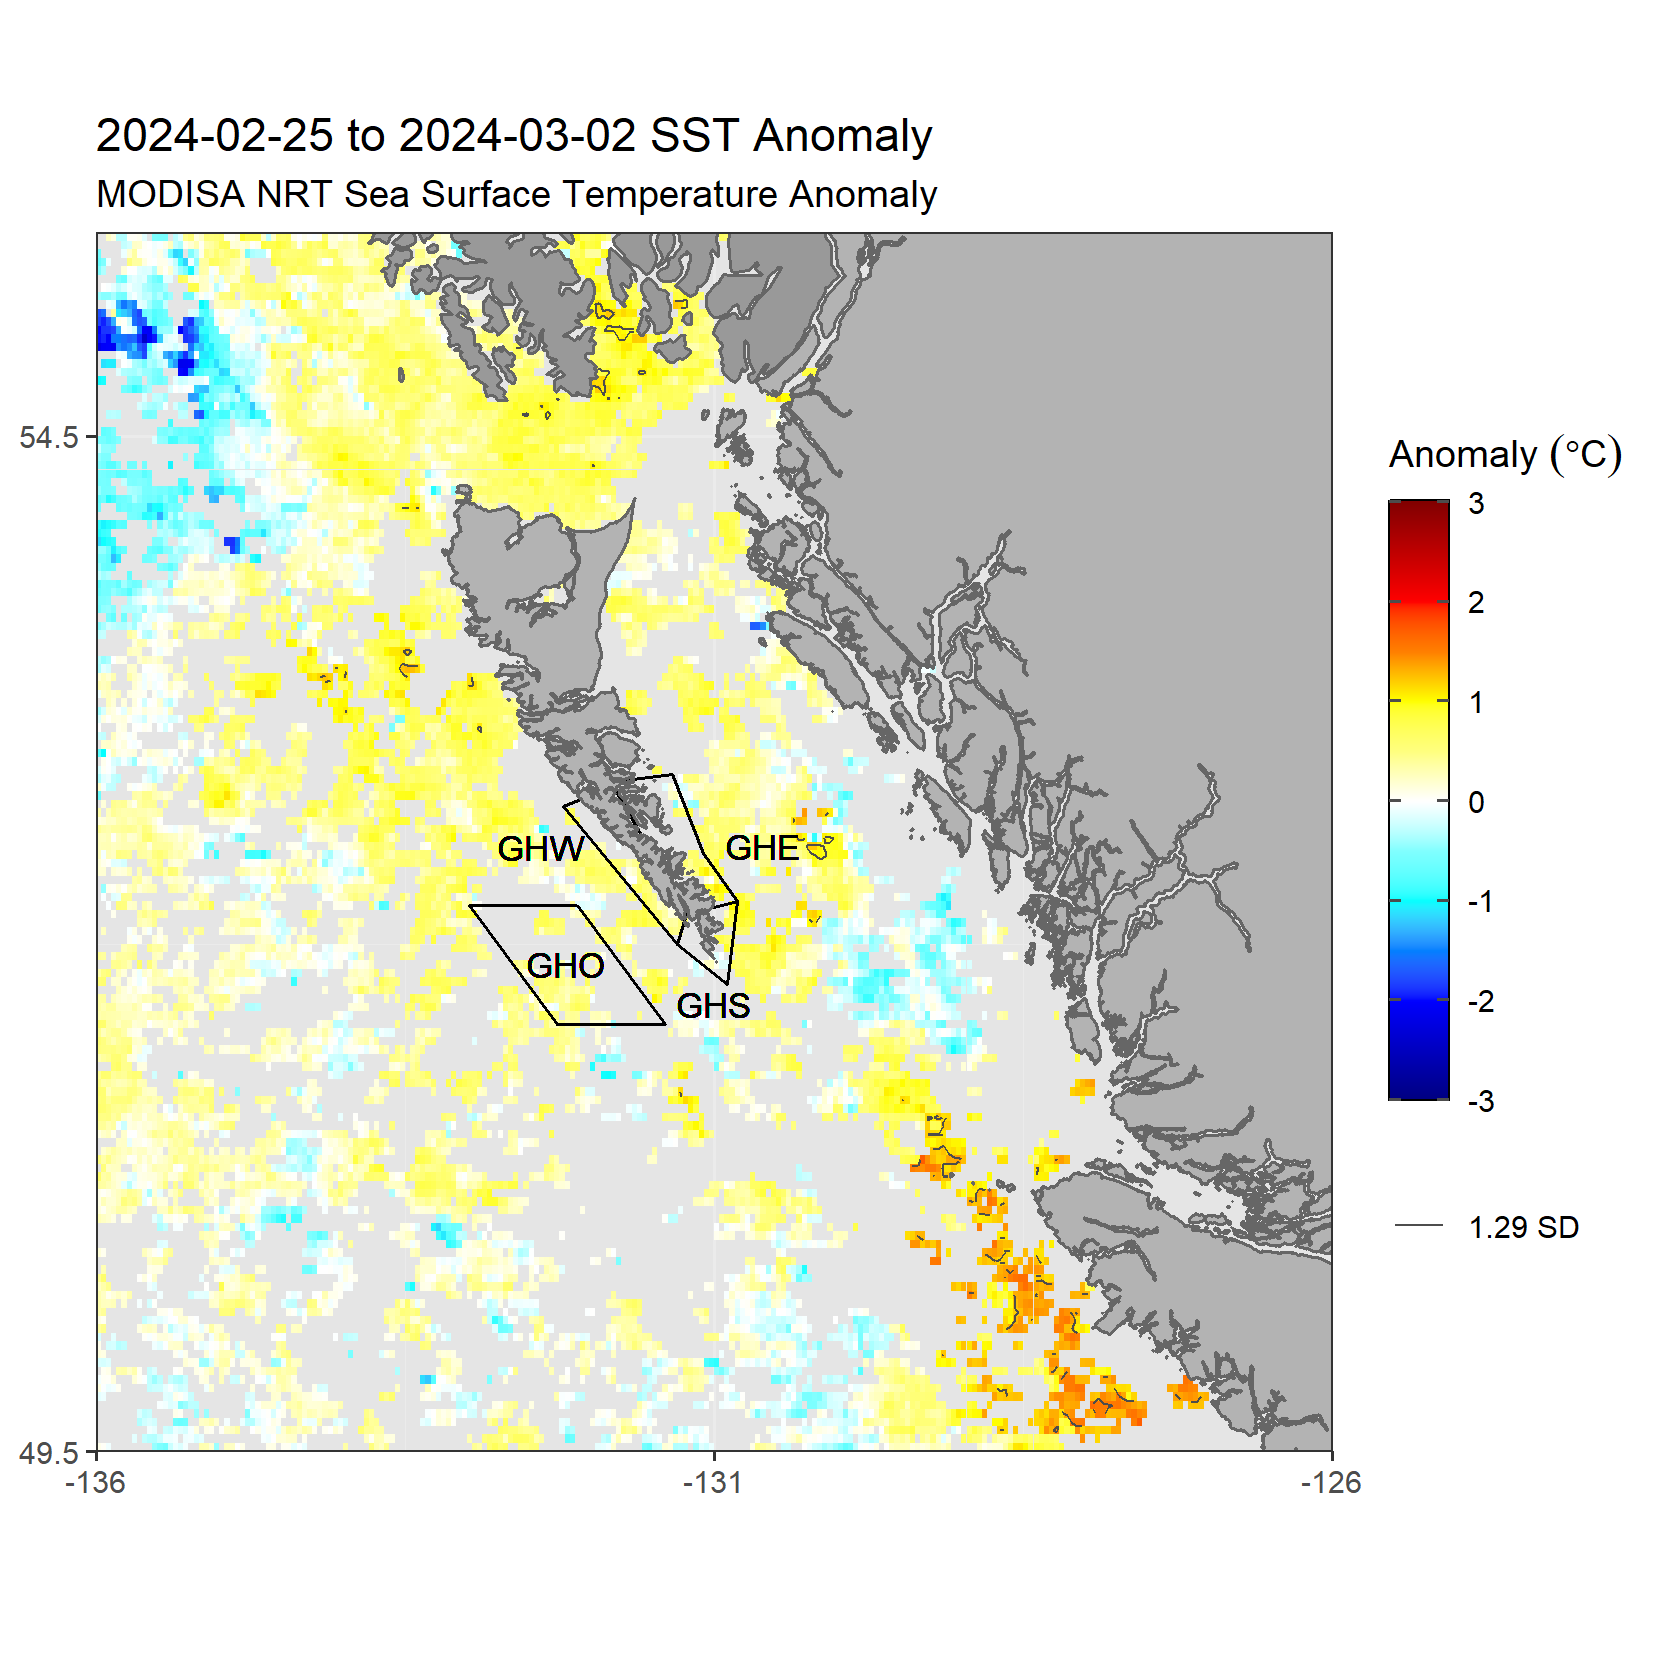 2024-02-25 to 2024-03-02 SST Anomaly
MODISA NRT Sea Surface Temperature Anomaly
54.5
49.5
-136
-131
-126
GHW
GHE
GHO
GHS
Anomaly (°C)
3
2
1
0
-1
-2
-3
1.29 SD